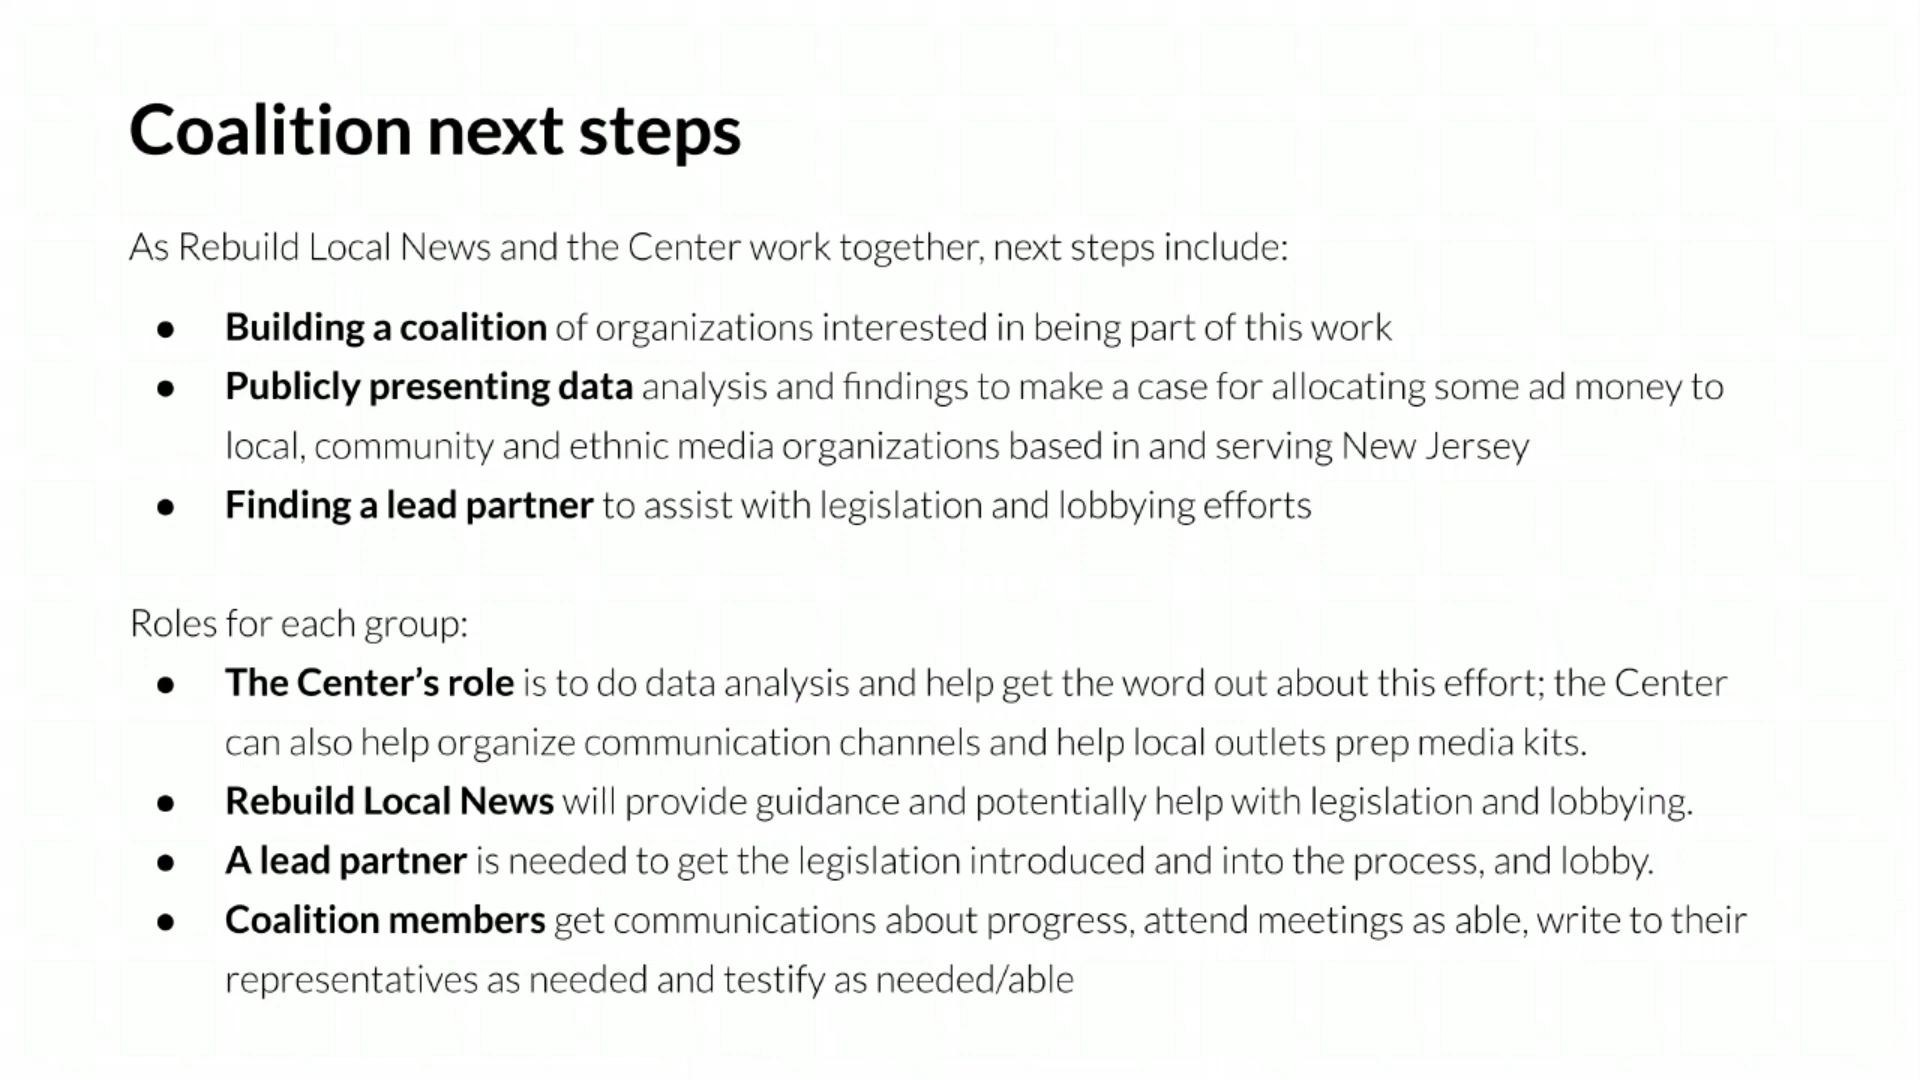 Coalition next steps
As Rebuild Local News and the Center work together, next steps include:
● Building a coalition of organizations interested in being part of this work
● Publicly presenting data analysis and findings to make a case for allocating some ad money to
local, community and ethnic media organizations based in and serving New Jersey
● Finding a lead partner to assist with legislation and lobbying efforts
Roles for each group:
● The Center’s role is to do data analysis and help get the word out about this effort; the Center
can also help organize communication channels and help local outlets prep media kits.
● Rebuild Local News will provide guidance and potentially help with legislation and lobbying.
● A lead partner is needed to get the legislation introduced and into the process, and lobby.
● Coalition members get communications about progress, attend meetings as able, write to their
representatives as needed and testify as needed/able